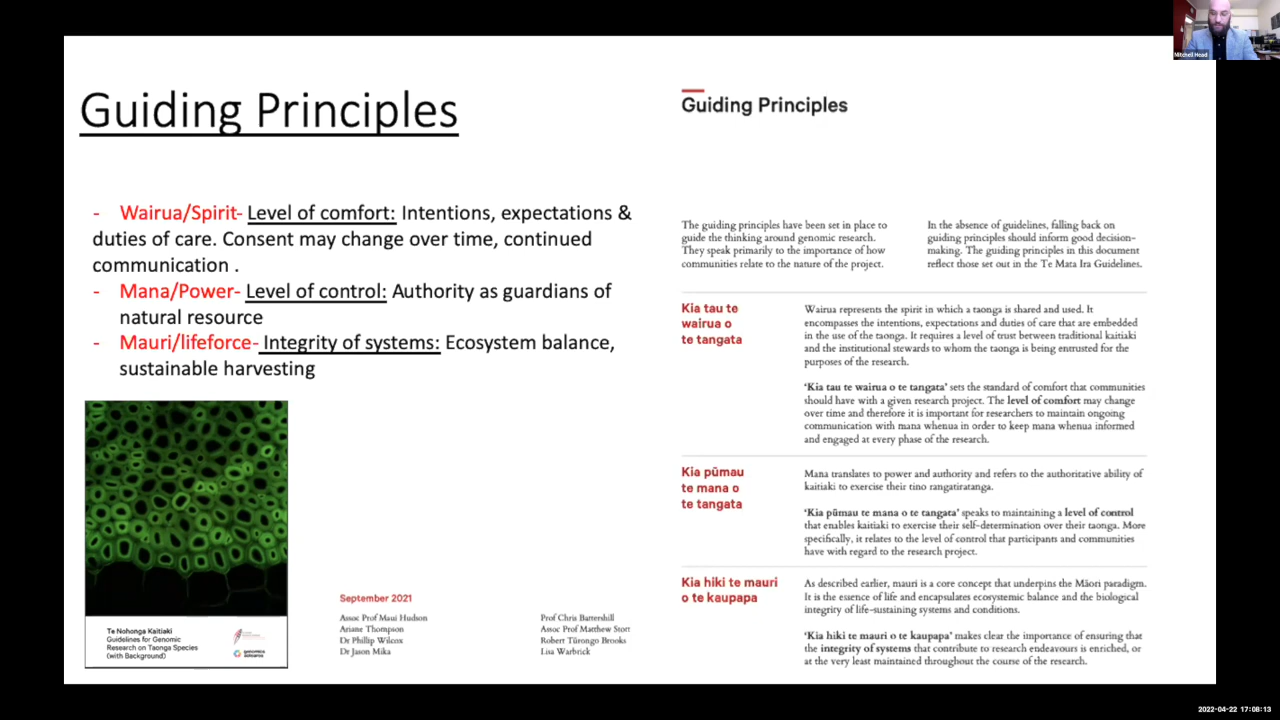 Mitchell Head
Guiding Principles
- Wairua/Spirit- Level of comfort: Intentions, expectations &
duties of care. Consent may change over time, continued
communication .
- Mana/Power- Level of control: Authority as guardians of
natural resource
- Mauri/lifeforce- Integrity of systems: Ecosystem balance,
sustainable harvesting
Te Nohonga Kaitiaki
Guidelines for Genomic
Research on Taonga Species
(with Background)
genomics
aotearoa
September 2021
Assoc Prof Maui Hudson
Ariane Thompson
Dr Phillip Wilcox
Dr Jason Mika
Prof Chris Battershill
Assoc Prof Matthew Stott
Robert Tūrongo Brooks
Lisa Warbrick
Guiding Principles
The guiding principles have been set in place to
guide the thinking around genomic research.
They speak primarily to the importance of how
communities relate to the nature of the project.
In the absence of guidelines, falling back on
guiding principles should inform good decision-
making. The guiding principles in this document
reflect those set out in the Te Mata Ira Guidelines.
Kia tau te
wairua o
te tangata
Wairua represents the spirit in which a taonga is shared and used. It
encompasses the intentions, expectations and duties of care that are embedded
in the use of the taonga. It requires a level of trust between traditional kaitiaki
and the institutional stewards to whom the taonga is being entrusted for the
purposes of the research.
‘Kia tau te wairua o te tangata’ sets the standard of comfort that communities
should have with a given research project. The level of comfort may change
over time and therefore it is important for researchers to maintain ongoing
communication with mana whenua in order to keep mana whenua informed
and engaged at every phase of the research.
Kia pūmau
te mana o
te tangata
Mana translates to power and authority and refers to the authoritative ability of
kaitiaki to exercise their tino rangatiratanga.
‘Kia pūmau te mana o te tangata’ speaks to maintaining a level of control
that enables kaitiaki to exercise their self-determination over their taonga. More
specifically, it relates to the level of control that participants and communities
have with regard to the research project.
Kia hiki te mauri
o te kaupapa
As described earlier, mauri is a core concept that underpins the Māori paradigm.
It is the essence of life and encapsulates ecosystemic balance and the biological
integrity of life-sustaining systems and conditions.
‘Kia hiki te mauri o te kaupapa’ makes clear the importance of ensuring that
the integrity of systems that contribute to research endeavours is enriched, or
at the very least maintained throughout the course of the research.
2022-04-22 17:08:13